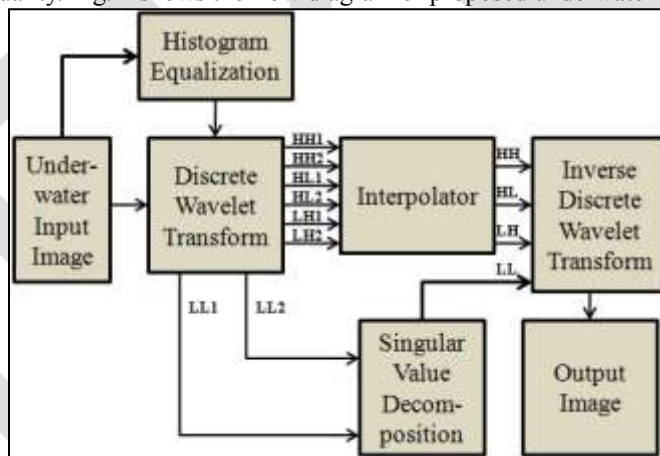 Histogram
Equalization
Under-
water
Input
Image
Discrete
Wavelet
Transform
HH1
HH2
HL1
HL2
LH1
LH2
Interpolator
HH
HL
LH
LL
Inverse
Discrete
Wavelet
Transform
LL1
LL2
Singular
Value
Decom-
position
Output
Image